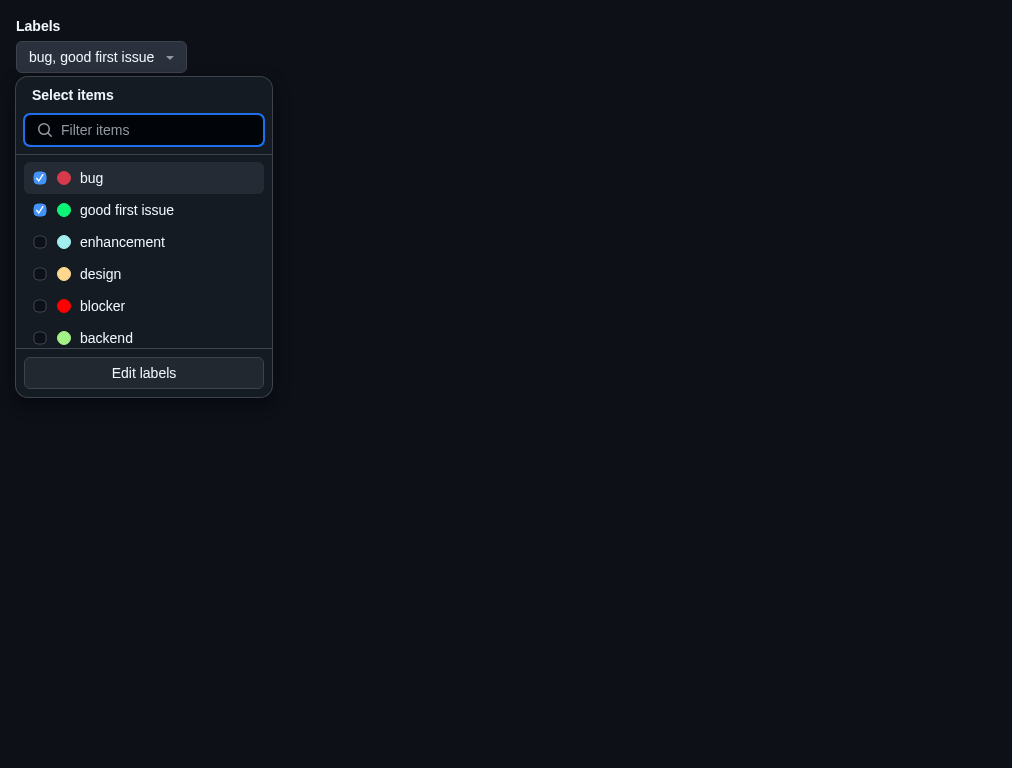 Labels
bug, good first issue
Select items
Filter items
bug
good first issue
enhancement
design
blocker
backend
Edit labels